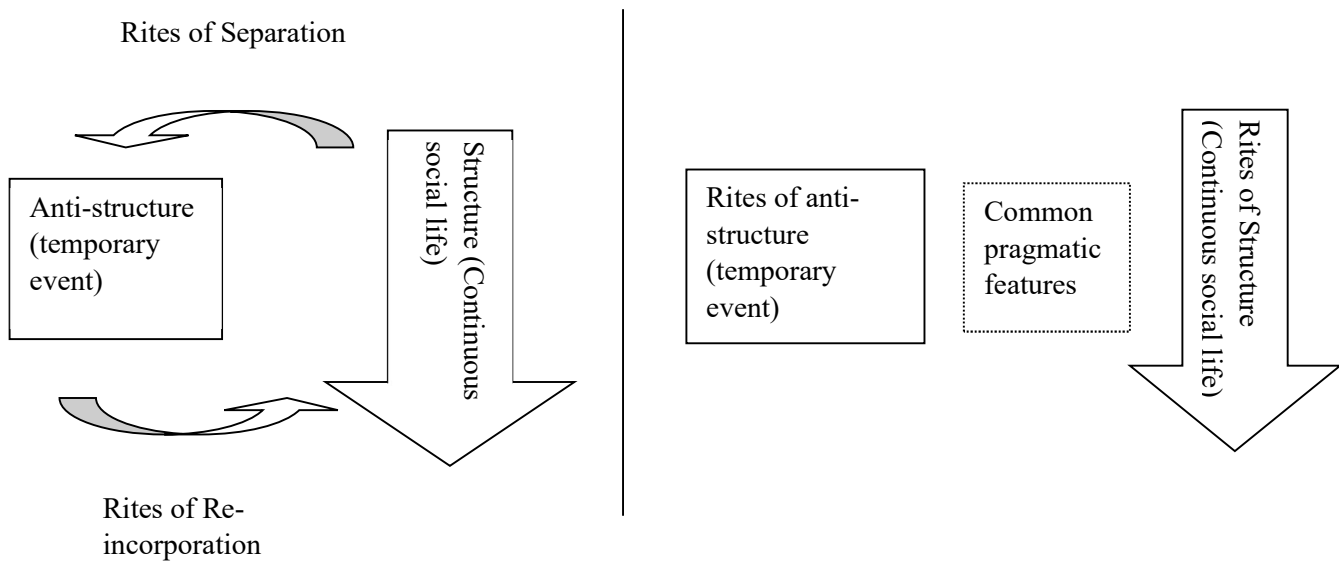 Rites of Separation
Anti-structure
(temporary
event)
Structure (Continuous
social life)
Rites of Re-
incorporation
Rites of anti-
structure
(temporary
event)
Common
pragmatic
features
Rites of Structure
(Continuous social life)